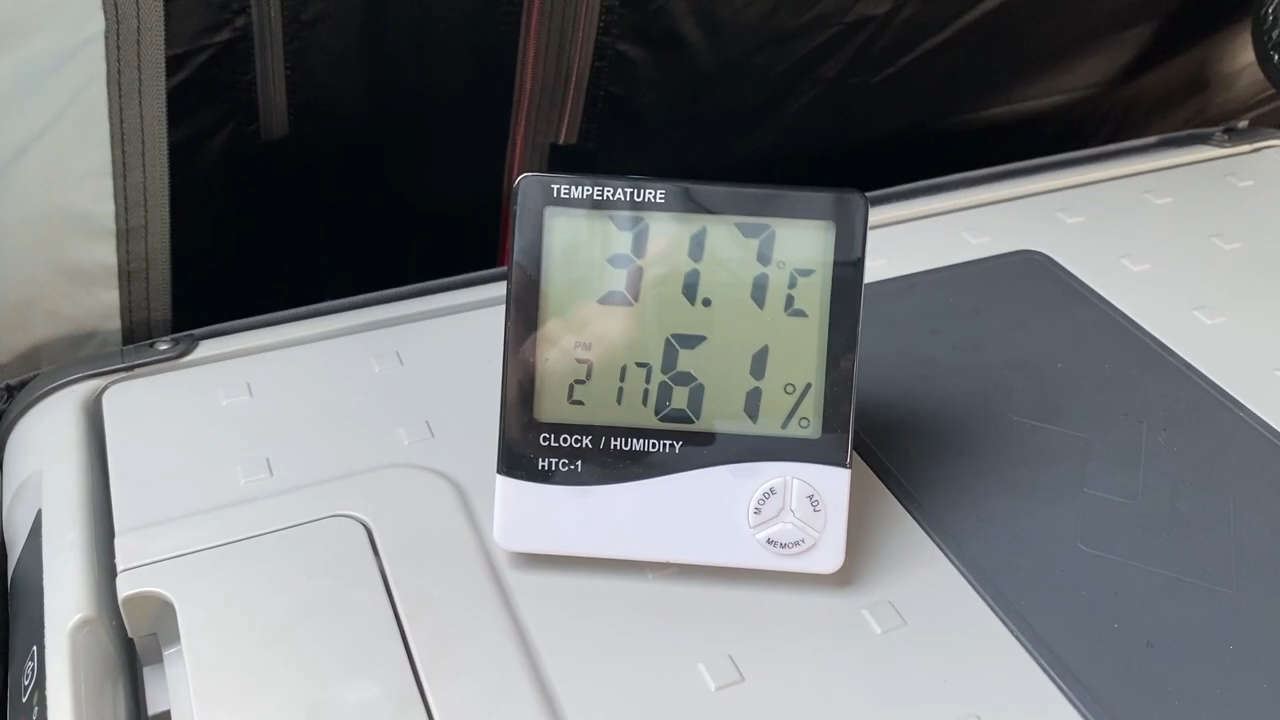 TEMPERATURE
31.7°C
PM
2 17 61%
CLOCK / HUMIDITY
HTC-1
MODE
ADJ
MEMORY